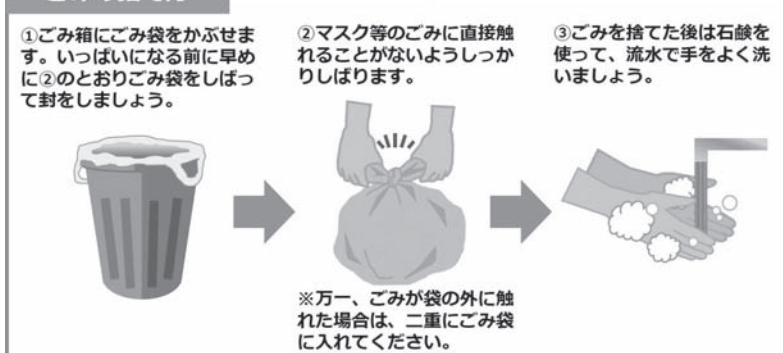 ①ごみ箱にごみ袋をかぶせま
す。いっぱいになる前に早め
に②のとおりごみ袋をしばっ
て封をしましょう。
②マスク等のごみに直接触
れることがないようしっか
りしばります。
※万一、ごみが袋の外に触
れた場合は、二重にごみ袋
に入れてください。
③ごみを捨てた後は石鹸を
使って、流水で手をよく洗
いましょう。